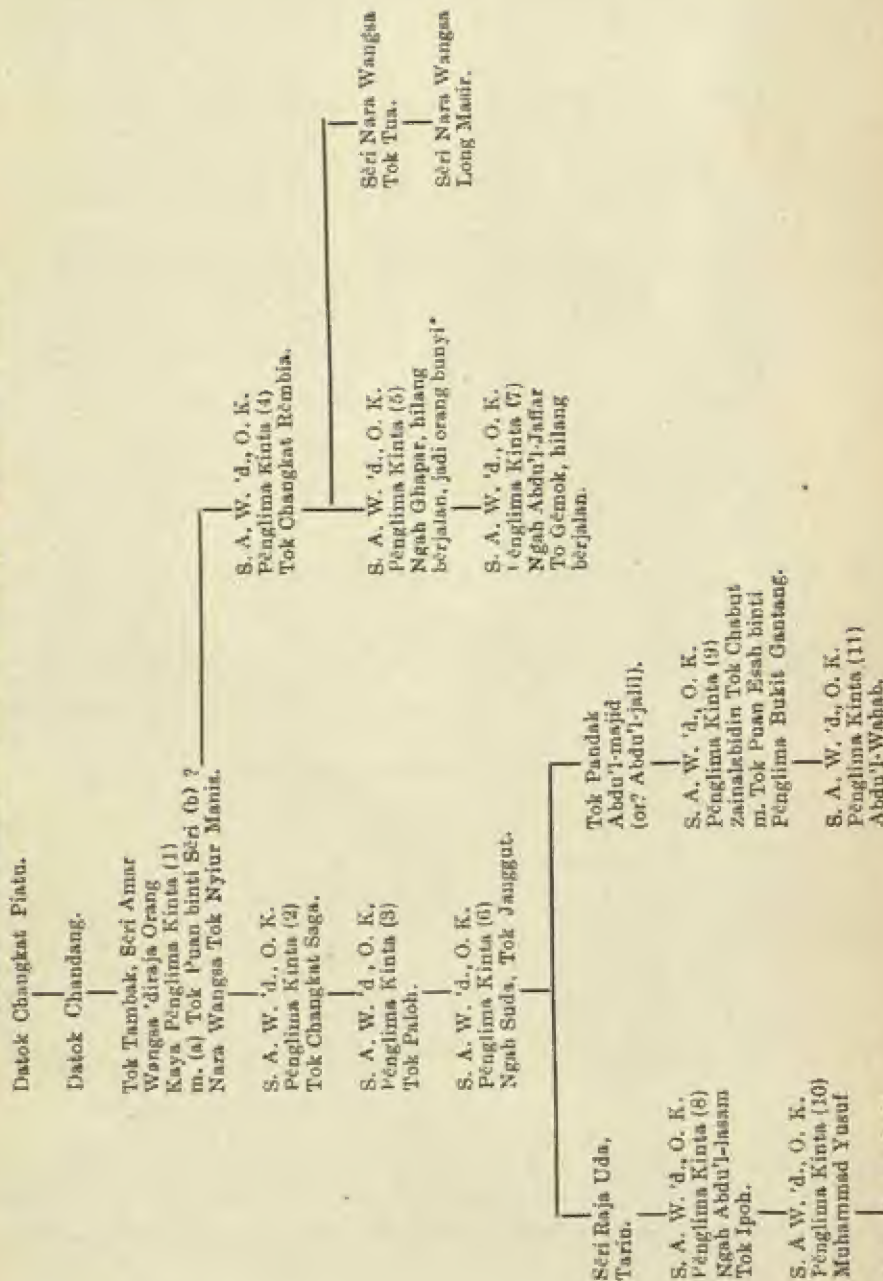 Datok Changkat Piatu.
Datok Chandang.
Tok Tambak, Sĕri Amar
Wangsa 'diraja Orang
Kaya Pĕnglima Kinta (1)
m. (a) Tok Puan binti Sĕri (b) ?
Nara Wangsa Tok Nyiur Manis.
S. A. W. 'd., O. K.
Pĕnglima Kinta (2)
Tok Changkat Saga.
S. A. W. 'd , O. K.
Pĕnglima Kinta (3)
Tok Paloh.
S. A. W. 'd., O. K.
Pĕnglima Kinta (6)
Ngah Suda, Tok Janggut.
Sĕri Raja Uda,
Tarin.
S. A. W. 'd., O. K.
Pĕnglima Kinta (8)
Ngah Abdu'l-Iasam
Tok Ipoh.
S. A W. 'd., O. K.
Pĕnglima Kinta (10)
Muhammad Yusuf
Tok Pandak
Abdu'l-majid
(or? Abdu'l-jalil).
S. A. W. 'd., O. K.
Pĕnglima Kinta (9)
Zainalabidin Tok Chabut
m. Tok Puan Esah binti
Pĕnglima Bukit Gantang.
S. A. W. 'd., O. K.
Pĕnglima Kinta (11)
Abdu'l-Wahab.
S. A. W. 'd., O. K.
Pĕnglima Kinta (4)
Tok Changkat Rĕmbia.
S. A. W. 'd., O. K.
Pĕnglima Kinta (5)
Ngah Ghapar, hilang
bĕrjalan, jadi orang bunyi*
S. A. W. 'd., O. K.
ĕnglima Kinta (7)
Ngah Abdu'l-Jaffar
To Gĕmok, hilang
bĕrjalan.
Sĕri Nara Wangsa
Tok Tua.
Sĕri Nara Wangsa
Long Masir.